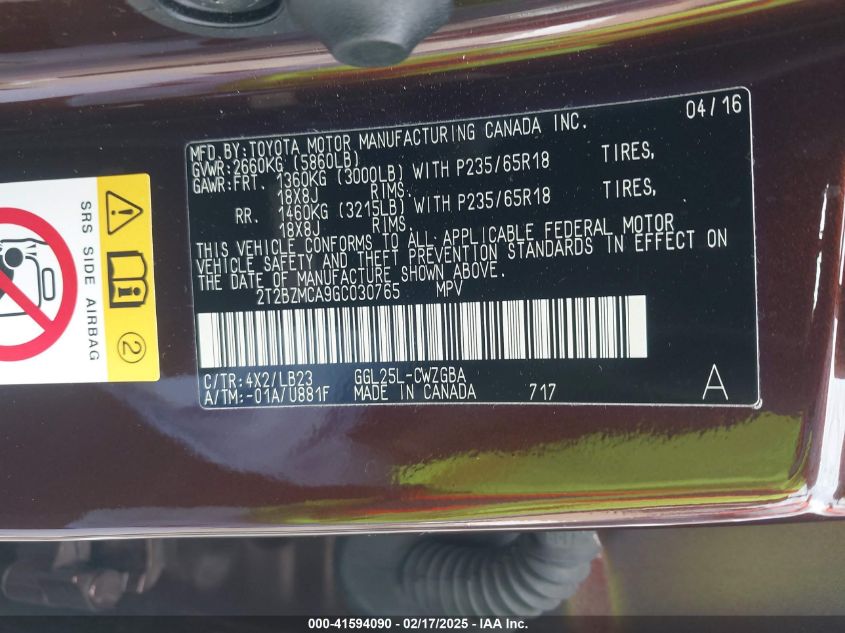 04/16
MFD.BY:TOYOTA MOTOR MANUFACTURING CANADA INC.
GVWR:2660KG (5860LB)
GAWR:FRT. 1360KG (3000LB) WITH P235/65R18 TIRES,
18X8J RIMS.
RR. 1460KG (3215LB) WITH P235/65R18 TIRES,
18X8J RIMS.
THIS VEHICLE CONFORMS TO ALL APPLICABLE FEDERAL MOTOR
VEHICLE SAFETY AND THEFT PREVENTION STANDARDS IN EFFECT ON
THE DATE OF MANUFACTURE SHOWN ABOVE.
2T2BZMCA9GC030765 MPV
C/TR:4X2/LB23 GGL25L-CWZGBA
A/TM:-01A/U881F MADE IN CANADA 717 A
SRS SIDE AIRBAG
2
000-41594090 - 02/17/2025 - IAA Inc.